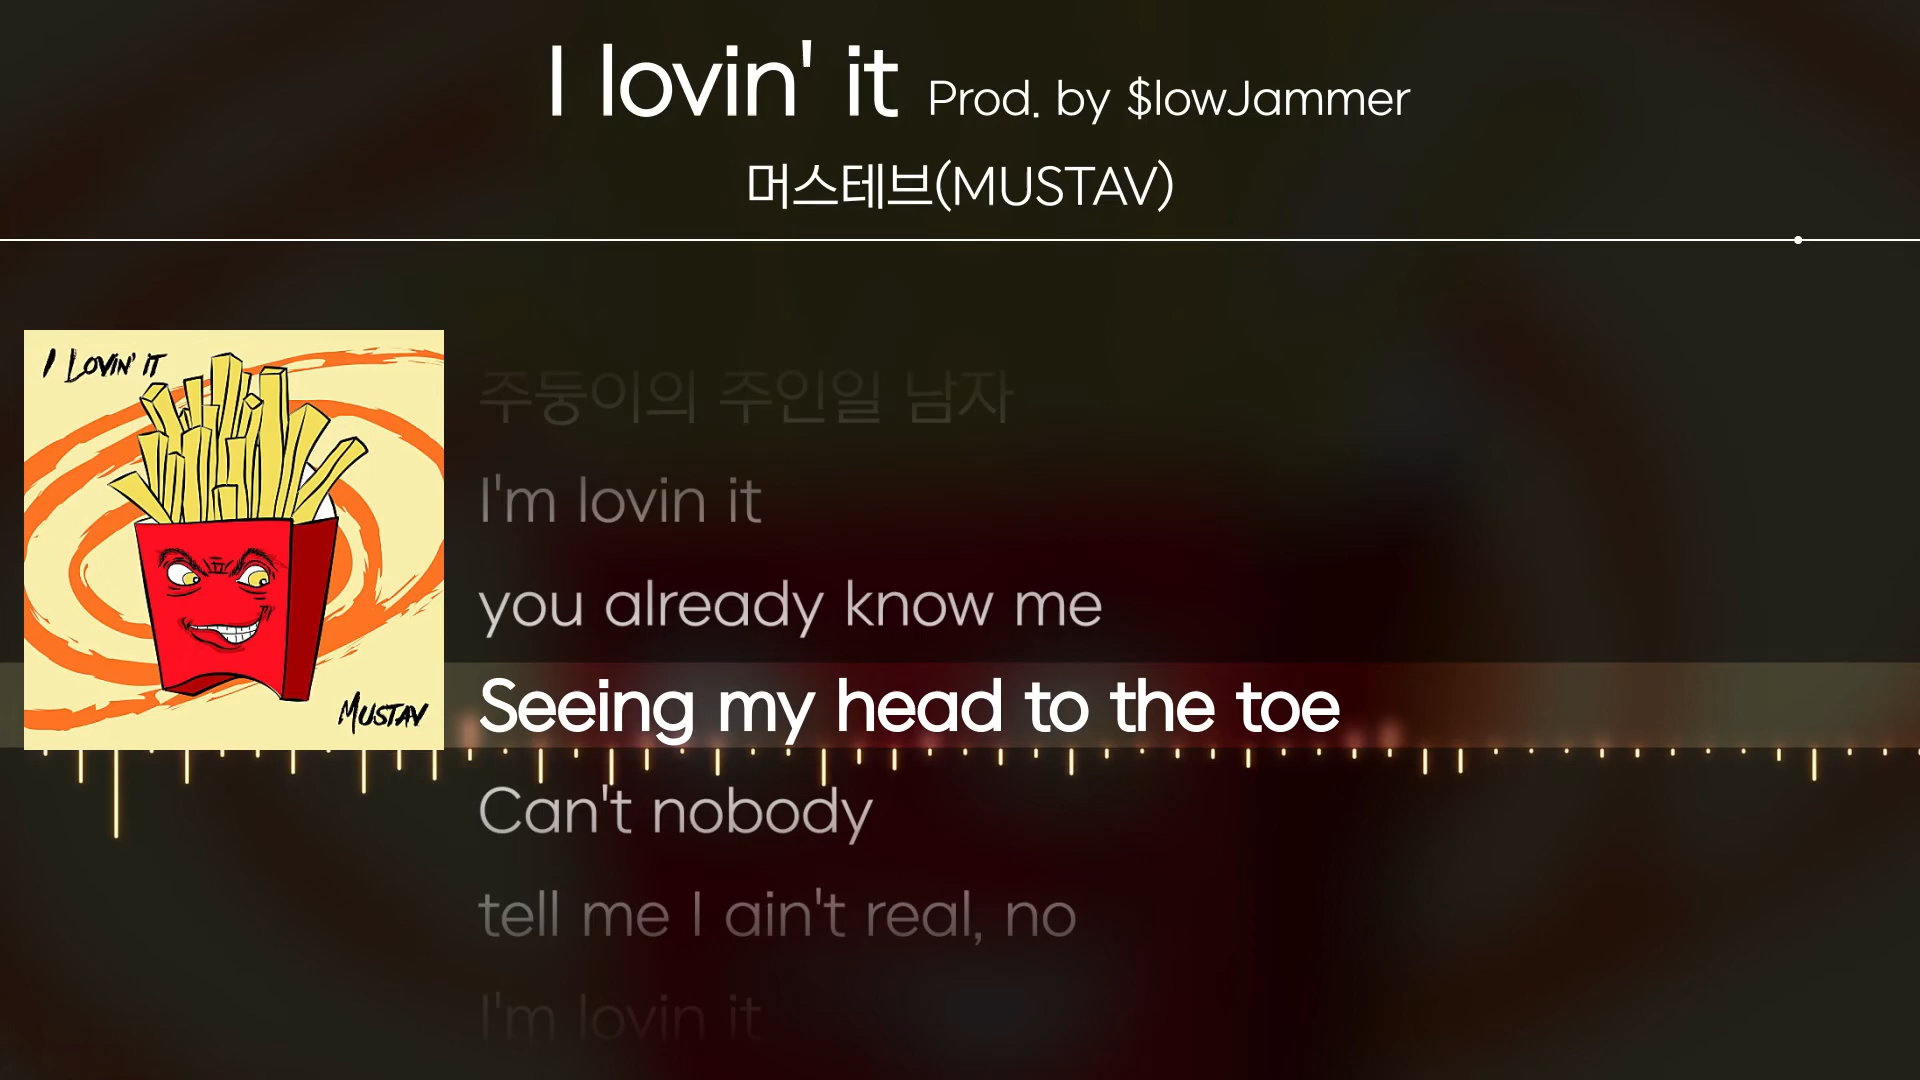 I lovin' it Prod. by $lowJammer
머스테브(MUSTAV)
I LOVIN' IT
MUSTAV
주둥이의 주인일 남자
I'm lovin it
you already know me
Seeing my head to the toe
Can't nobody
tell me I ain't real, no
I'm lovin it